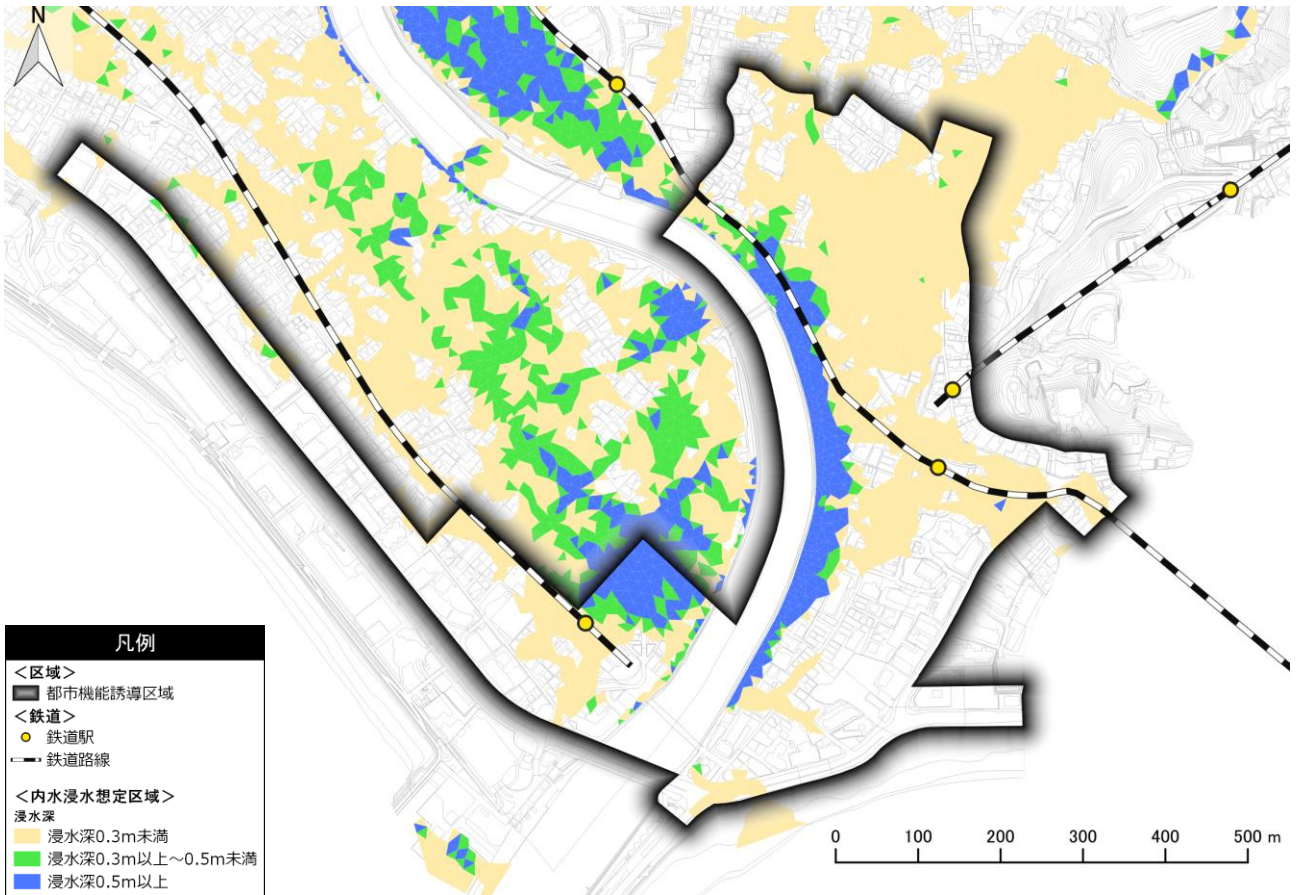 N
凡例
＜区域＞
都市機能誘導区域
＜鉄道＞
鉄道駅
鉄道路線
＜内水浸水想定区域＞
浸水深
浸水深0.3m未満
浸水深0.3m以上～0.5m未満
浸水深0.5m以上
0 100 200 300 400 500 m